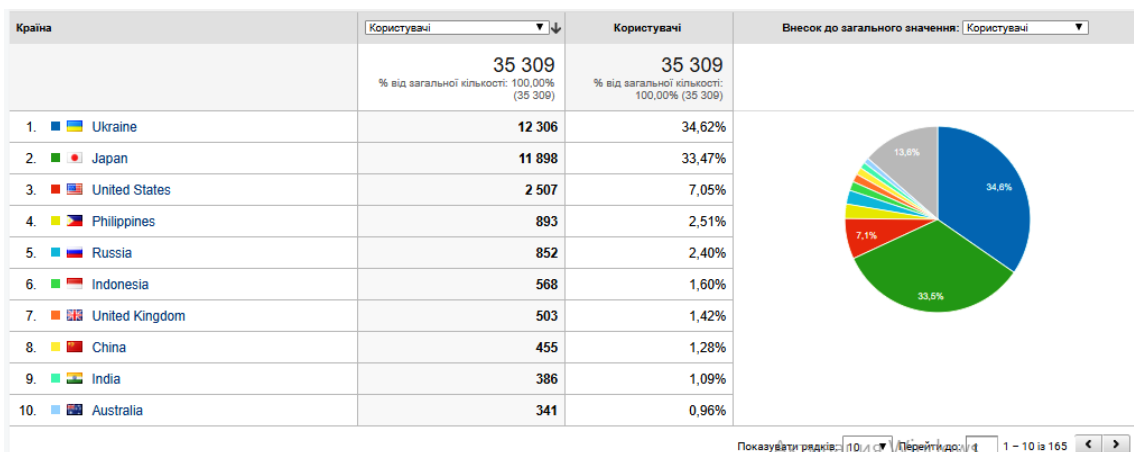 Країна Користувачі Користувачі Внесок до загального значення: Користувачі
35 309 35 309
% від загальної кількості: 100,00% % від загальної кількості:
(35 309) 100,00% (35 309)
1. Ukraine 12 306 34,62%
2. Japan 11 898 33,47%
3. United States 2 507 7,05%
4. Philippines 893 2,51%
5. Russia 852 2,40%
6. Indonesia 568 1,60%
7. United Kingdom 503 1,42%
8. China 455 1,28%
9. India 386 1,09%
10. Australia 341 0,96%
13,6%
34,6%
7,1%
33,5%
Показувати рядків: 10 Перейти до: 1 1 – 10 із 165